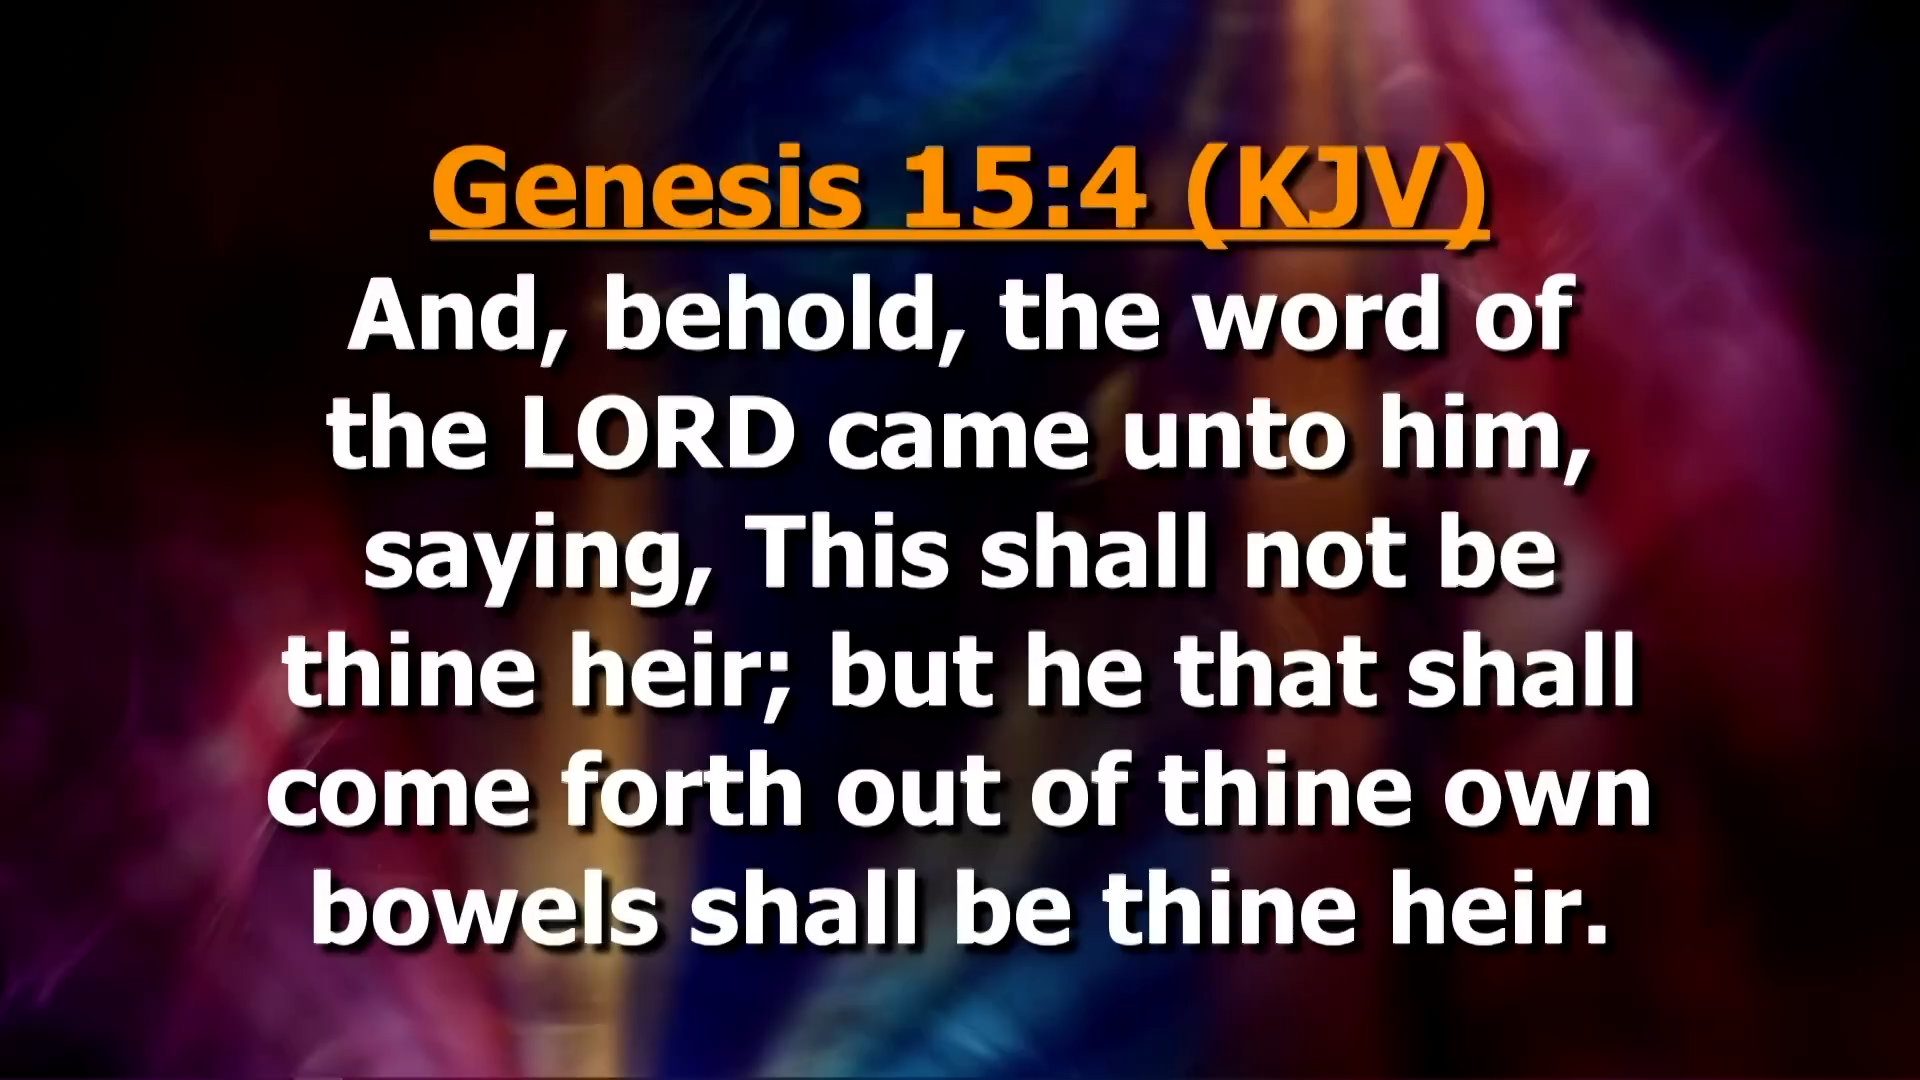 Genesis 15:4 (KJV)
And, behold, the word of
the LORD came unto him,
saying, This shall not be
thine heir; but he that shall
come forth out of thine own
bowels shall be thine heir.